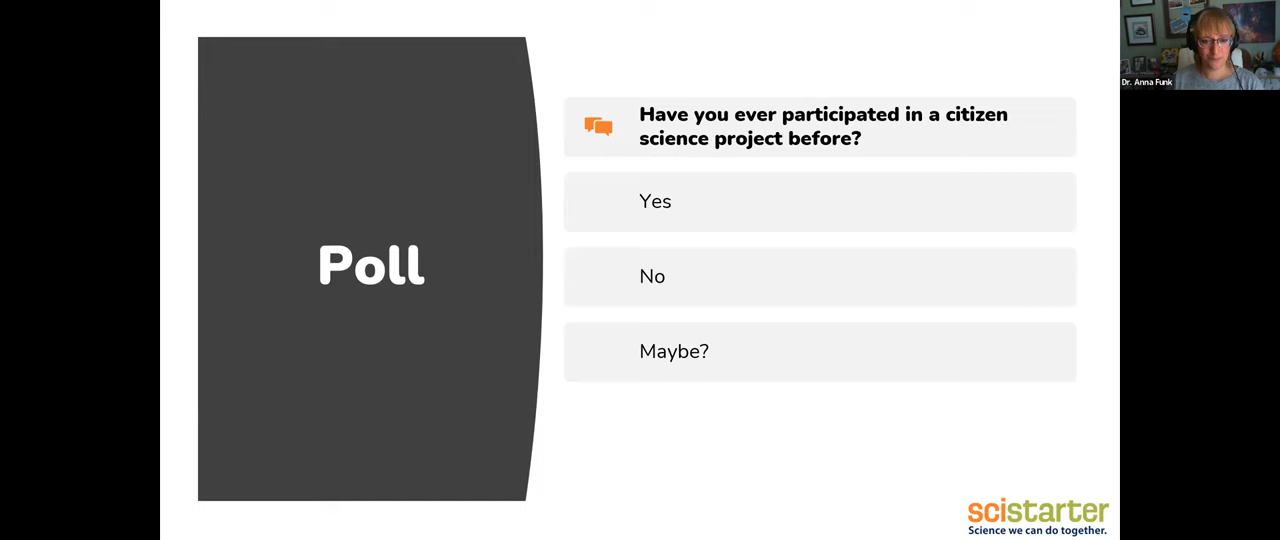 Dr. Anna Funk
Poll
Have you ever participated in a citizen
science project before?
Yes
No
Maybe?
scistarter
Science we can do together.